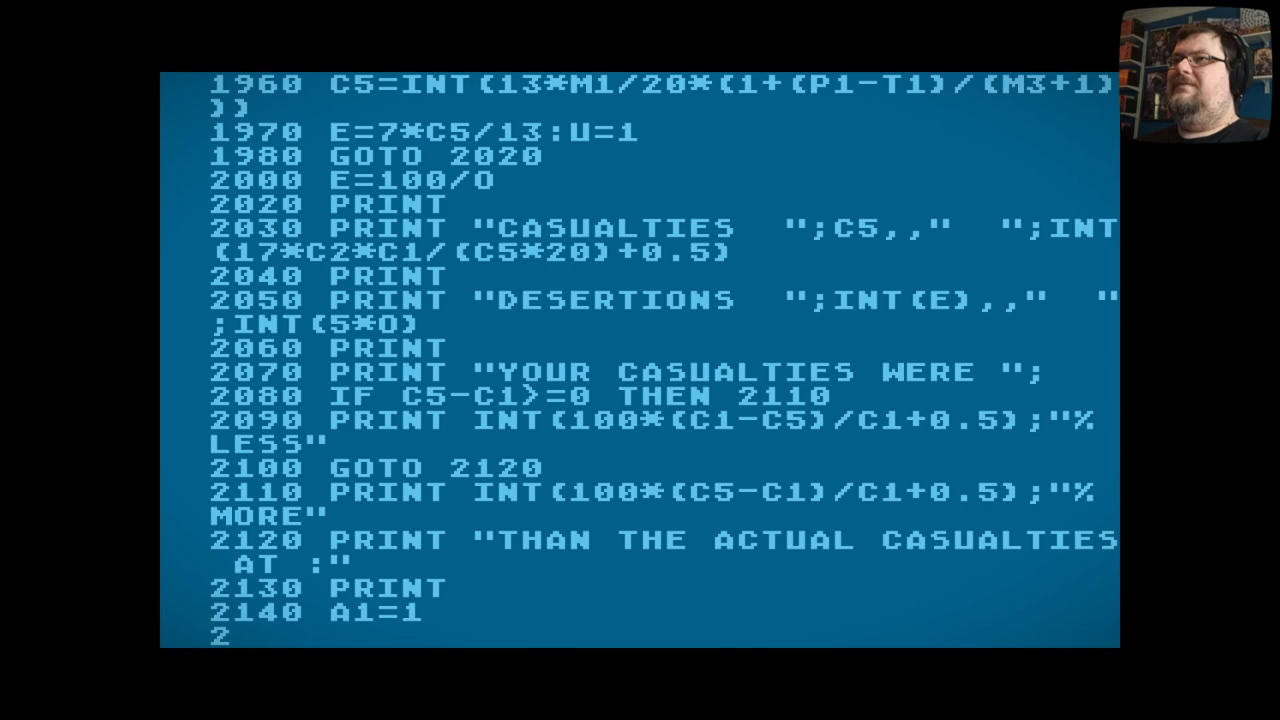 1960 C5=INT(13*M1/20*(1+(P1-T1)/(M3+1)
))
1970 E=7*C5/13:U=1
1980 GOTO 2020
2000 E=100/O
2020 PRINT
2030 PRINT "CASUALTIES  ";C5,,"  ";INT
(17*C2*C1/(C5*20)+0.5)
2040 PRINT
2050 PRINT "DESERTIONS  ";INT(E),,"  "
;INT(5*O)
2060 PRINT
2070 PRINT "YOUR CASUALTIES WERE ";
2080 IF C5-C1>=0 THEN 2110
2090 PRINT INT(100*(C1-C5)/C1+0.5);"%
LESS"
2100 GOTO 2120
2110 PRINT INT(100*(C5-C1)/C1+0.5);"%
MORE"
2120 PRINT "THAN THE ACTUAL CASUALTIES
 AT :"
2130 PRINT
2140 A1=1
2